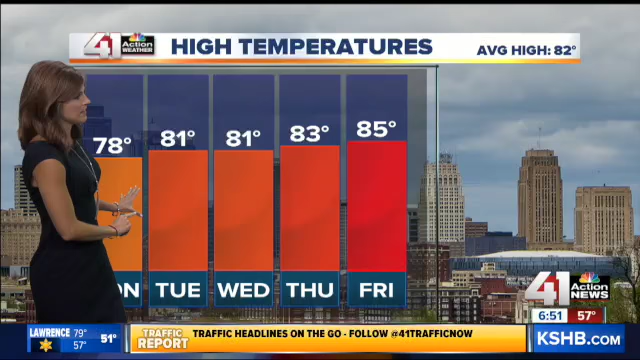 41 Action WEATHER
HIGH TEMPERATURES
AVG HIGH: 82°
78° 81° 81° 83° 85°
ON TUE WED THU FRI
41 Action NEWS
6:51 57°
LAWRENCE 79° 57° 51°
TRAFFIC REPORT
TRAFFIC HEADLINES ON THE GO - FOLLOW @41TRAFFICNOW
KSHB.com